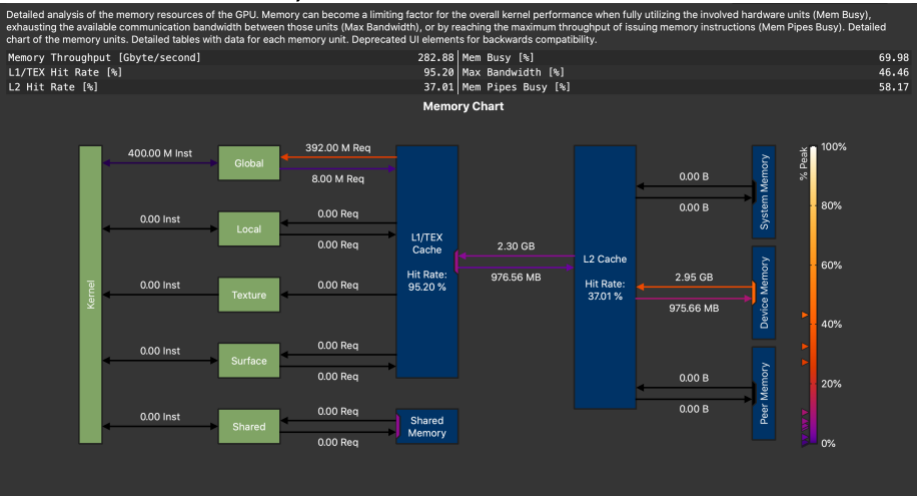 Detailed analysis of the memory resources of the GPU. Memory can become a limiting factor for the overall kernel performance when fully utilizing the involved hardware units (Mem Busy),
exhausting the available communication bandwidth between those units (Max Bandwidth), or by reaching the maximum throughput of issuing memory instructions (Mem Pipes Busy). Detailed
chart of the memory units. Detailed tables with data for each memory unit. Deprecated UI elements for backwards compatibility.
Memory Throughput [Gbyte/second] 282.88 Mem Busy [%] 69.98
L1/TEX Hit Rate [%] 95.20 Max Bandwidth [%] 46.46
L2 Hit Rate [%] 37.01 Mem Pipes Busy [%] 58.17
Memory Chart
Kernel
400.00 M Inst
Global
392.00 M Req
8.00 M Req
0.00 Inst
Local
0.00 Req
0.00 Req
0.00 Inst
Texture
0.00 Req
0.00 Inst
Surface
0.00 Req
0.00 Req
0.00 Inst
Shared
0.00 Req
0.00 Req
L1/TEX
Cache
Hit Rate:
95.20 %
Shared
Memory
2.30 GB
976.56 MB
L2 Cache
Hit Rate:
37.01 %
0.00 B
0.00 B
System Memory
2.95 GB
975.66 MB
Device Memory
0.00 B
0.00 B
Peer Memory
% Peak
100%
80%
60%
40%
20%
0%